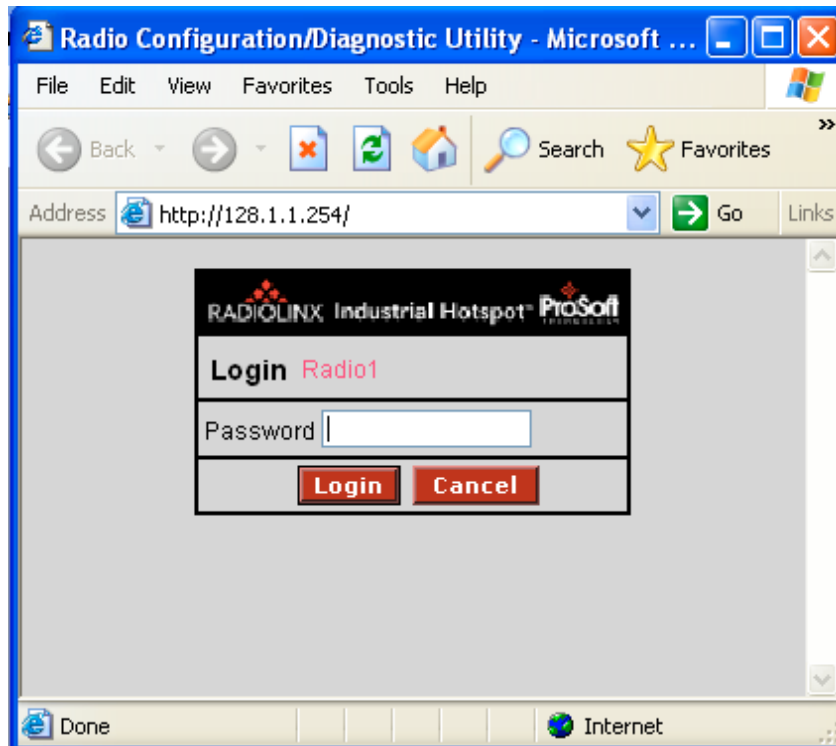 Radio Configuration/Diagnostic Utility - Microsoft ...
File Edit View Favorites Tools Help
Back Search Favorites »
Address http://128.1.1.254/ Go Links
RADIOLINX Industrial Hotspot™ ProSoft
Login Radio1
Password
Login Cancel
Done Internet